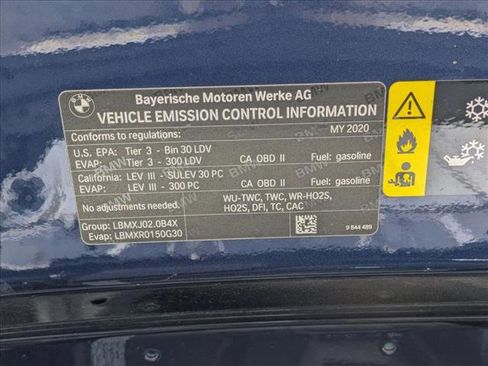 Bayerische Motoren Werke AG
VEHICLE EMISSION CONTROL INFORMATION
Conforms to regulations: MY 2020
U.S. EPA: Tier 3 - Bin 30 LDV
EVAP: Tier 3 - 300 LDV CA OBD II Fuel: gasoline
California: LEV III - SULEV 30 PC
EVAP: LEV III - 300 PC CA OBD II Fuel: gasoline
No adjustments needed. WU-TWC, TWC, WR-HO2S,
HO2S, DFI, TC, CAC
Group: LBMXJ02.0B4X
Evap: LBMXR0150G30
9 844 489